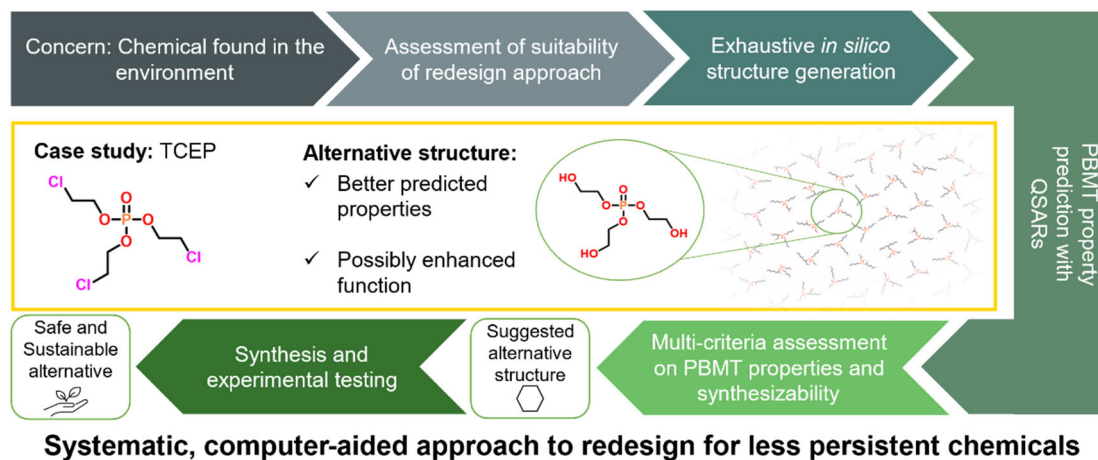 Concern: Chemical found in the
environment
Assessment of suitability
of redesign approach
Exhaustive in silico
structure generation
PBMT property
prediction with
QSARs
Case study: TCEP
Cl
O
O
P
O
O
Cl
Cl
Alternative structure:
✓ Better predicted
properties
✓ Possibly enhanced
function
HO
O
O
P
O
O
HO
OH
Multi-criteria assessment
on PBMT properties and
synthesizability
Suggested
alternative
structure
Synthesis and
experimental testing
Safe and
Sustainable
alternative
Systematic, computer-aided approach to redesign for less persistent chemicals